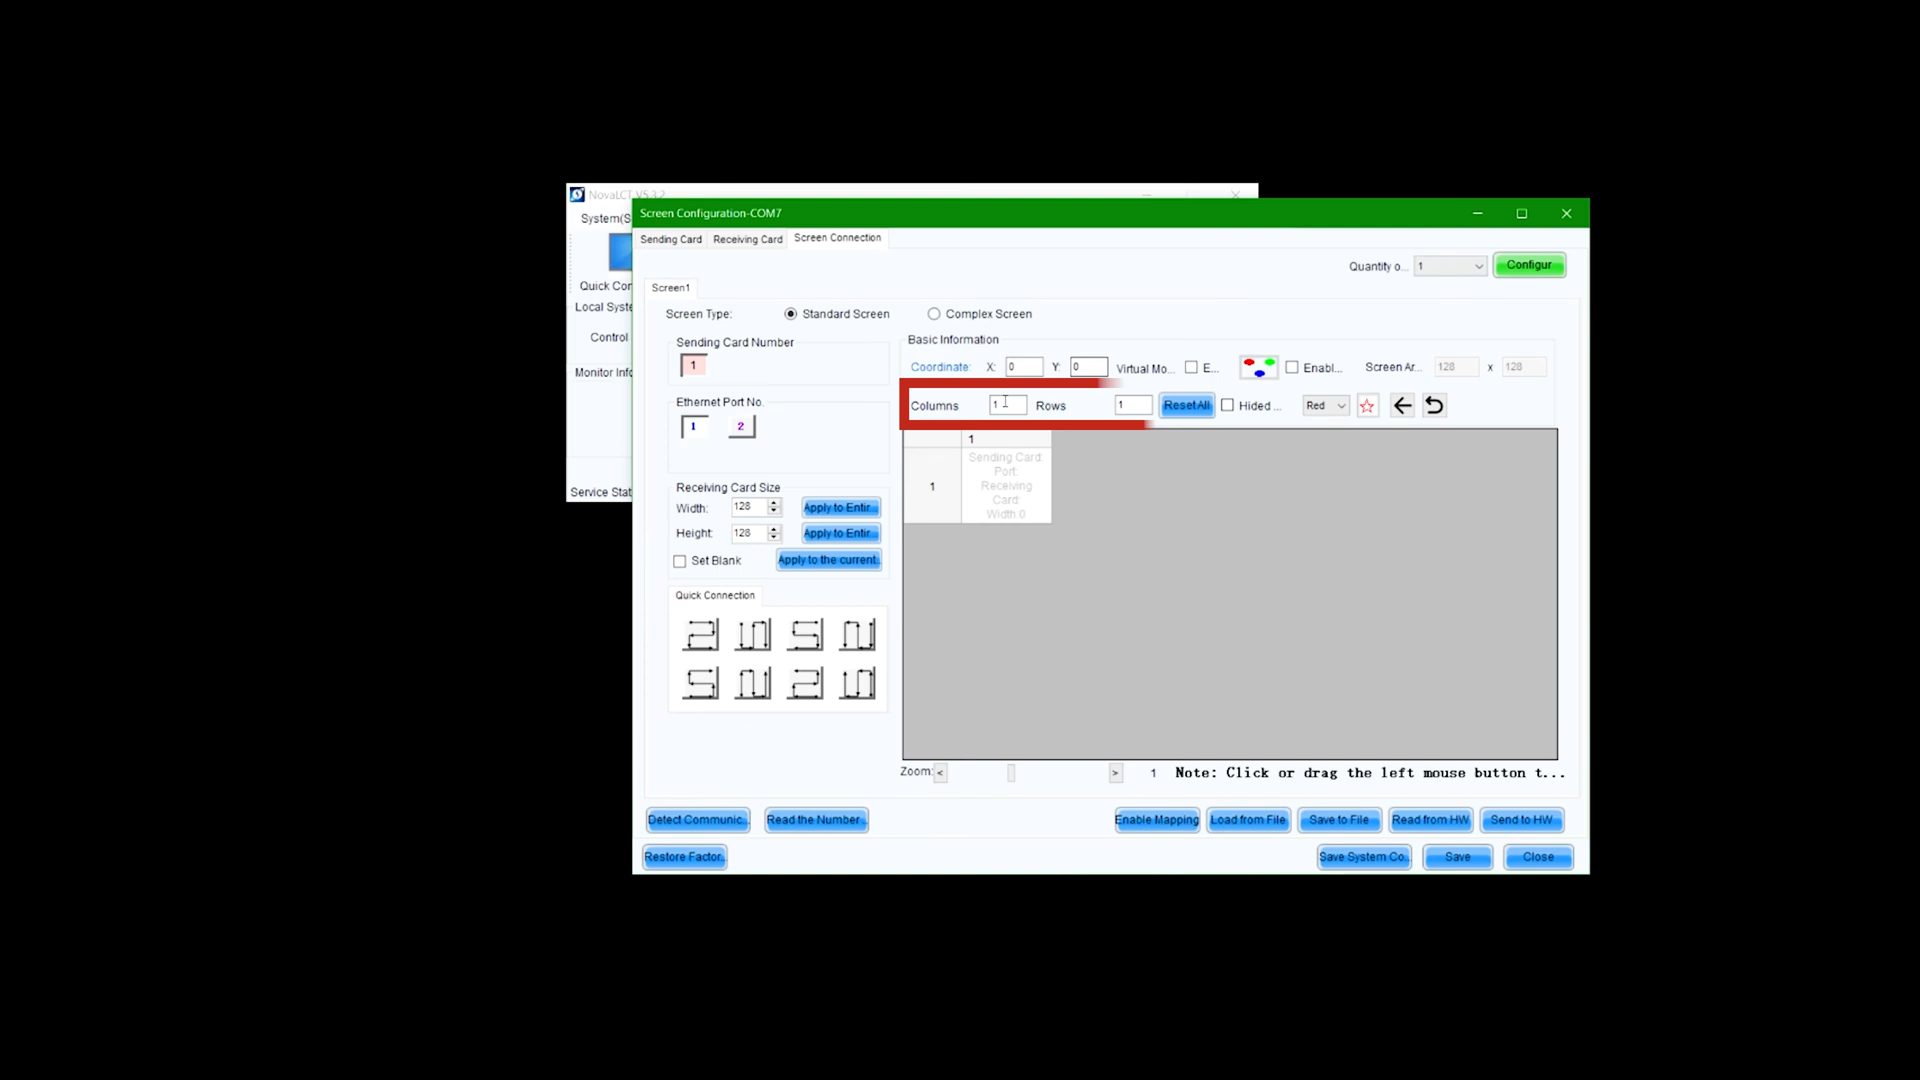 NovaLCT V5.3.2
System(S
Quick Cor
Local Syste
Control
Monitor Info
Service Stat
Screen Configuration-COM7
Sending Card Receiving Card Screen Connection
Quantity o... 1 Configur
Screen1
Screen Type: Standard Screen Complex Screen
Sending Card Number
1
Ethernet Port No.
1 2
Receiving Card Size
Width: 128 Apply to Entir...
Height: 128 Apply to Entir...
Set Blank Apply to the current...
Quick Connection
Basic Information
Coordinate: X: 0 Y: 0 Virtual Mo... E... Enabl... Screen Ar... 128 x 128
Columns 1 Rows 1 Reset All Hided ... Red
1
1
Sending Card:
Port:
Receiving
Card:
Width:0
Zoom: < > 1 Note: Click or drag the left mouse button t...
Detect Communic... Read the Number... Enable Mapping Load from File Save to File Read from HW Send to HW
Restore Factor... Save System Co... Save Close